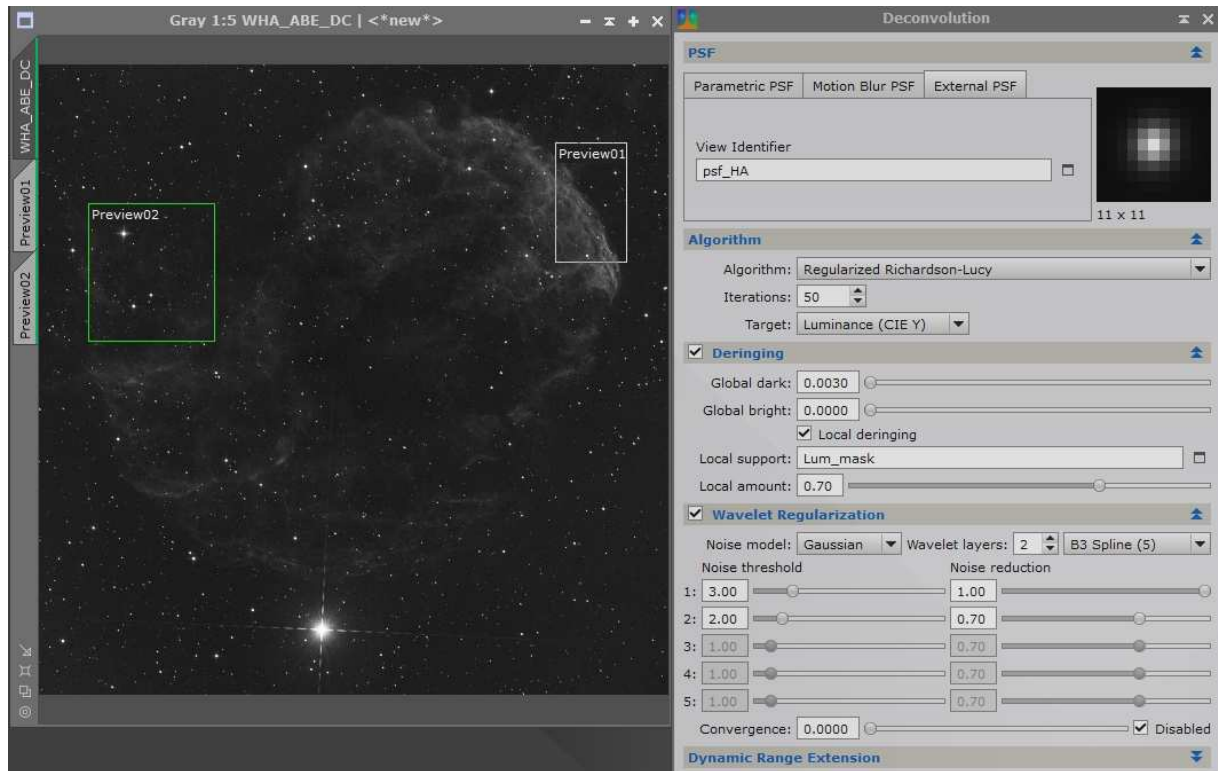 Gray 1:5 WHA_ABE_DC | <*new*>
WHA_ABE_DC
Preview01
Preview02
Preview01
Preview02
Deconvolution
PSF
Parametric PSF Motion Blur PSF External PSF
View Identifier
psf_HA
11 x 11
Algorithm
Algorithm: Regularized Richardson-Lucy
Iterations: 50
Target: Luminance (CIE Y)
Deringing
Global dark: 0.0030
Global bright: 0.0000
Local deringing
Local support: Lum_mask
Local amount: 0.70
Wavelet Regularization
Noise model: Gaussian Wavelet layers: 2 B3 Spline (5)
Noise threshold Noise reduction
1: 3.00 1.00
2: 2.00 0.70
3: 1.00 0.70
4: 1.00 0.70
5: 1.00 0.70
Convergence: 0.0000 Disabled
Dynamic Range Extension